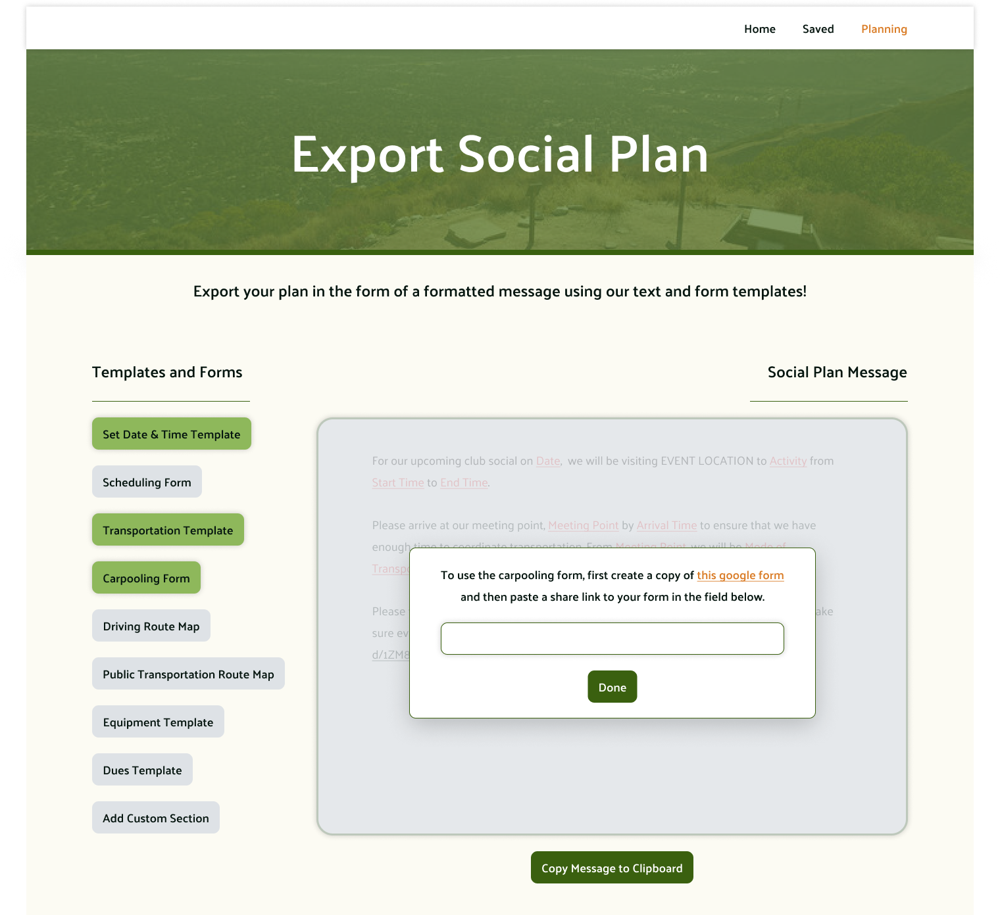 Home Saved Planning
Export Social Plan
Export your plan in the form of a formatted message using our text and form templates!
Templates and Forms
Social Plan Message
Set Date & Time Template
Scheduling Form
Transportation Template
Carpooling Form
Driving Route Map
Public Transportation Route Map
Equipment Template
Dues Template
Add Custom Section
For our upcoming club social on Date, we will be visiting EVENT LOCATION to Activity from
Start Time to End Time.
Please arrive at our meeting point, Meeting Point by Arrival Time to ensure that we have
enough time to coordinate transportation. From Meeting Point, we will be Mode of
Please
sure
d/1ZM8
To use the carpooling form, first create a copy of this google form
and then paste a share link to your form in the field below.
Done
Copy Message to Clipboard